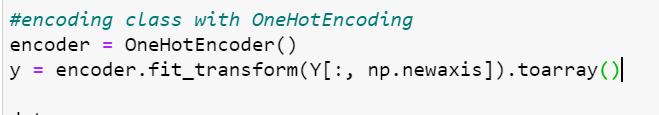 #encoding class with OneHotEncoding
encoder = OneHotEncoder()
y = encoder.fit_transform(Y[:, np.newaxis]).toarray()